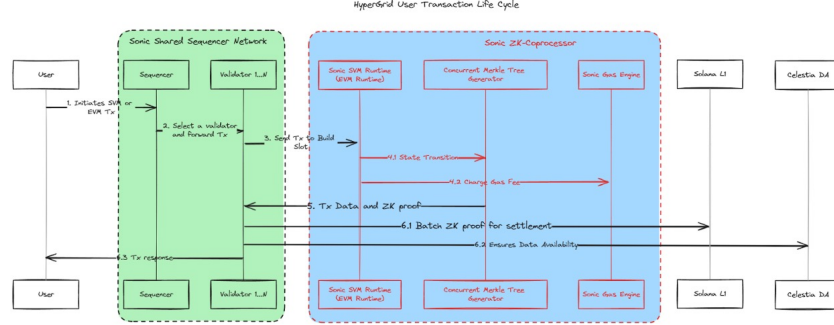 HyperGrid User Transaction Life Cycle
Sonic Shared Sequencer Network
Sonic ZK-Coprocessor
User
Sequencer
Validator 1...N
Sonic SVM Runtime
(EVM Runtime)
Concurrent Merkle Tree
Generator
Sonic Gas Engine
Solana L1
Celestia DA
1. Initiates SVM or
EVM Tx
2. Select a validator
and forward Tx
3. Send Tx to Build
Slot
4.1 State Transition
4.2 Charge Gas Fee
5. Tx Data and ZK proof
6.1 Batch ZK proof for settlement
6.2 Ensures Data Availability
6.3 Tx response
User
Sequencer
Validator 1...N
Sonic SVM Runtime
(EVM Runtime)
Concurrent Merkle Tree
Generator
Sonic Gas Engine
Solana L1
Celestia DA